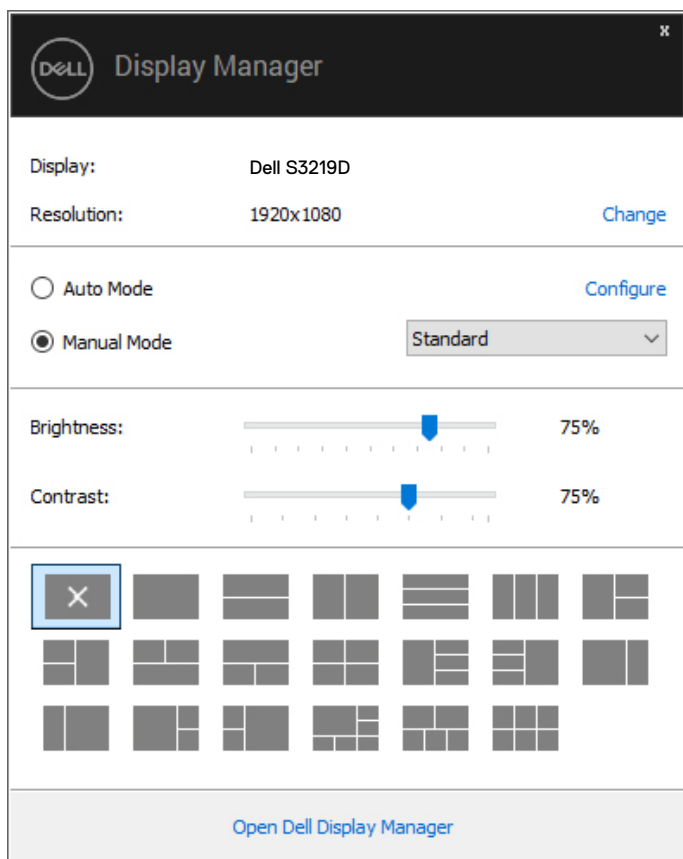 x
DELL Display Manager
Display: Dell S3219D
Resolution: 1920x1080 Change
Auto Mode Configure
Manual Mode Standard
Brightness: 75%
Contrast: 75%
Open Dell Display Manager